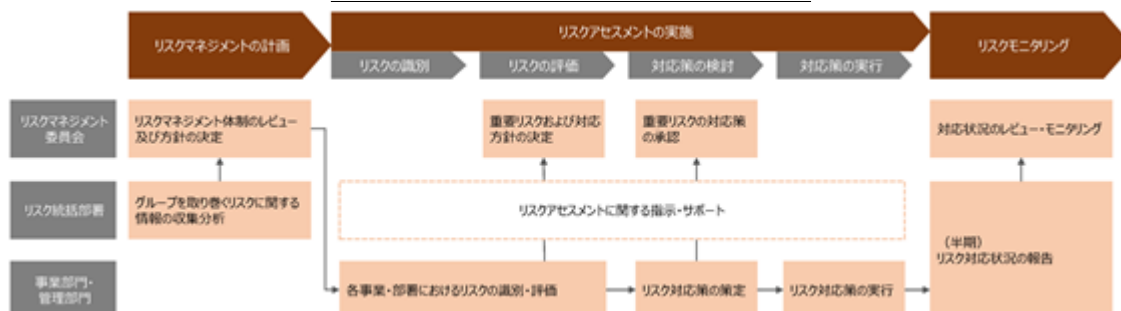 リスクマネジメントの計画
リスクアセスメントの実施
リスクモニタリング
リスクの識別
リスクの評価
対応策の検討
対応策の実行
リスクマネジメント
委員会
リスクマネジメント体制のレビュー
及び方針の決定
重要リスクおよび対応
方針の決定
重要リスクの対応策
の承認
対応状況のレビュー・モニタリング
リスク統括部署
グループを取り巻くリスクに関する
情報の収集分析
リスクアセスメントに関する指示・サポート
(半期)
リスク対応状況の報告
事業部門・
管理部門
各事業・部署におけるリスクの識別・評価
リスク対応策の策定
リスク対応策の実行